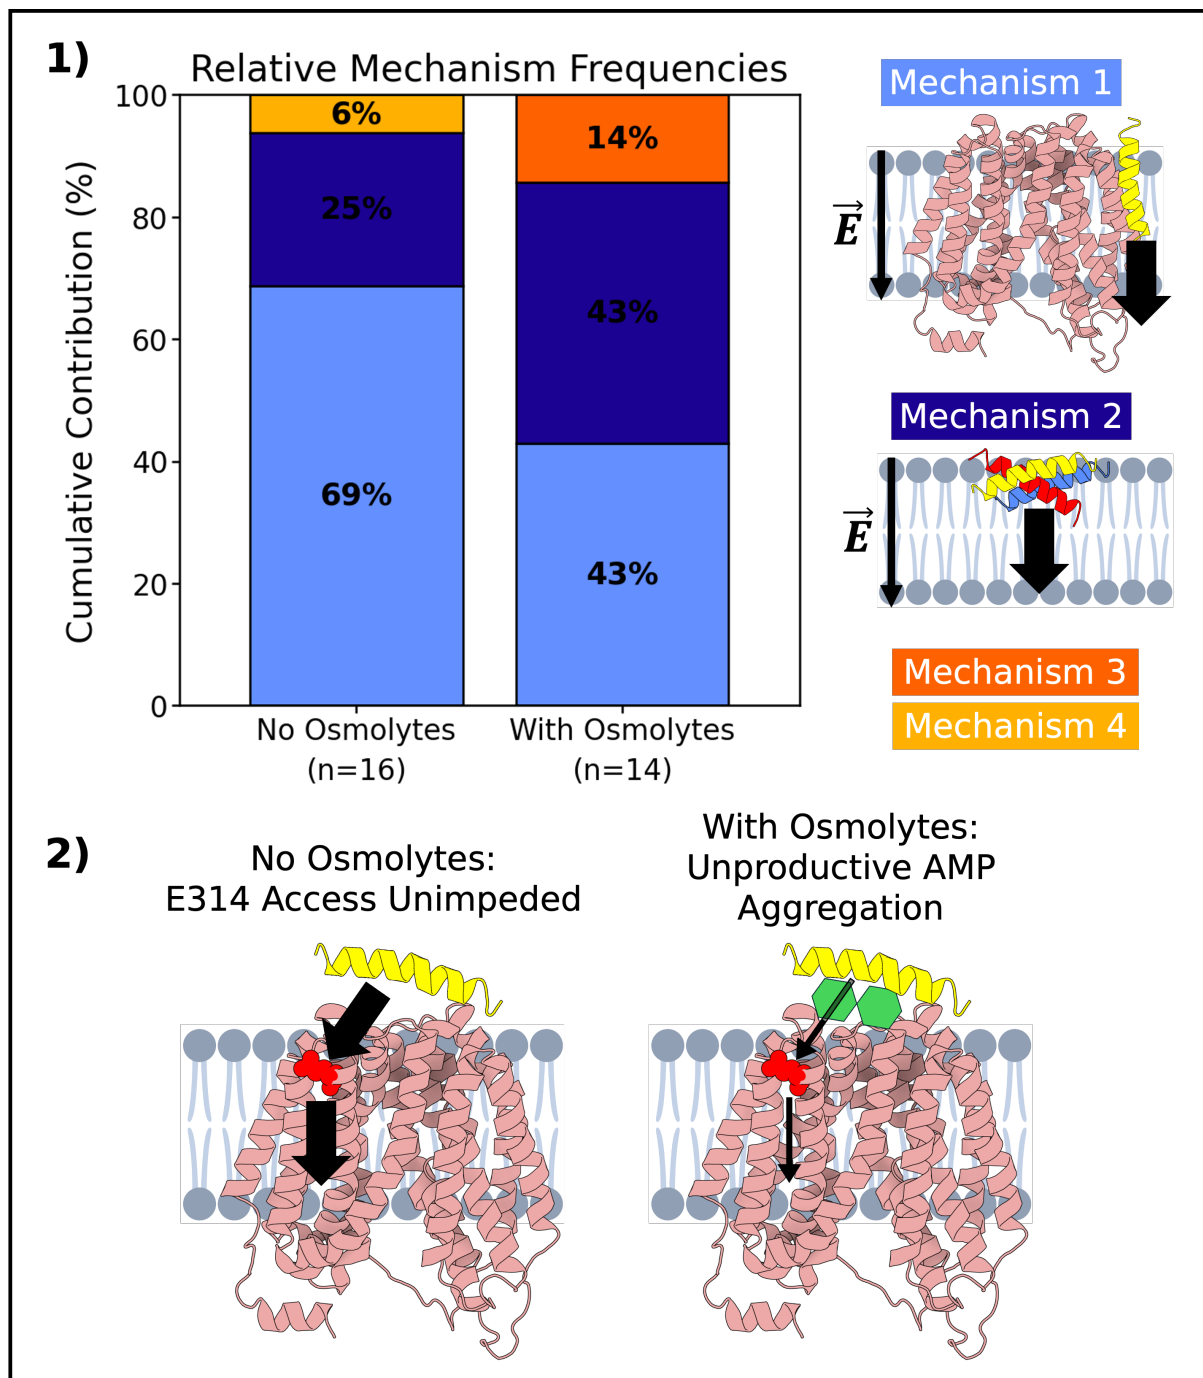 1)
Relative Mechanism Frequencies
Cumulative Contribution (%)
100
80
60
40
20
0
6%
25%
69%
14%
43%
43%
No Osmolytes
(n=16)
With Osmolytes
(n=14)
Mechanism 1
E
Mechanism 2
E
Mechanism 3
Mechanism 4
2)
No Osmolytes:
E314 Access Unimpeded
With Osmolytes:
Unproductive AMP
Aggregation